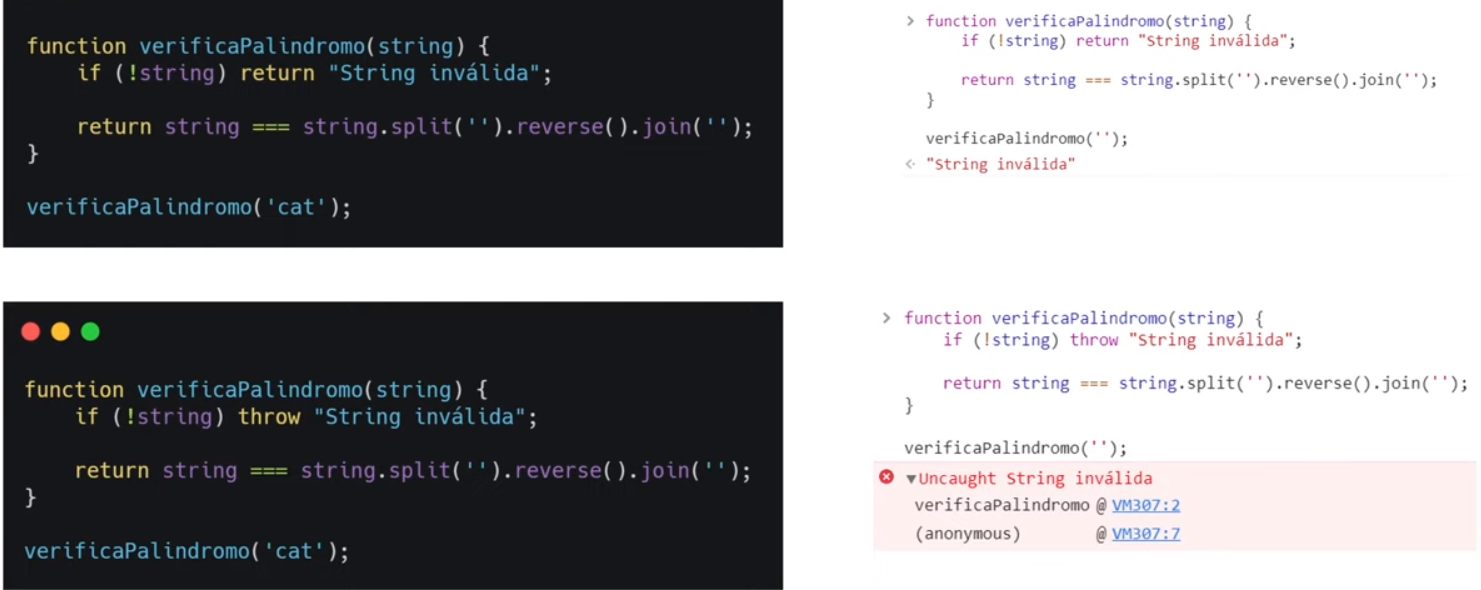 function verificaPalindromo(string) {
    if (!string) return "String inválida";
    return string === string.split('').reverse().join('');
}
verificaPalindromo('cat');
> function verificaPalindromo(string) {
    if (!string) return "String inválida";
    return string === string.split('').reverse().join('');
}
verificaPalindromo('');
"String inválida"
function verificaPalindromo(string) {
    if (!string) throw "String inválida";
    return string === string.split('').reverse().join('');
}
verificaPalindromo('cat');
> function verificaPalindromo(string) {
    if (!string) throw "String inválida";
    return string === string.split('').reverse().join('');
}
verificaPalindromo('');
▼Uncaught String inválida
verificaPalindromo @ VM307:2
(anonymous) @ VM307:7